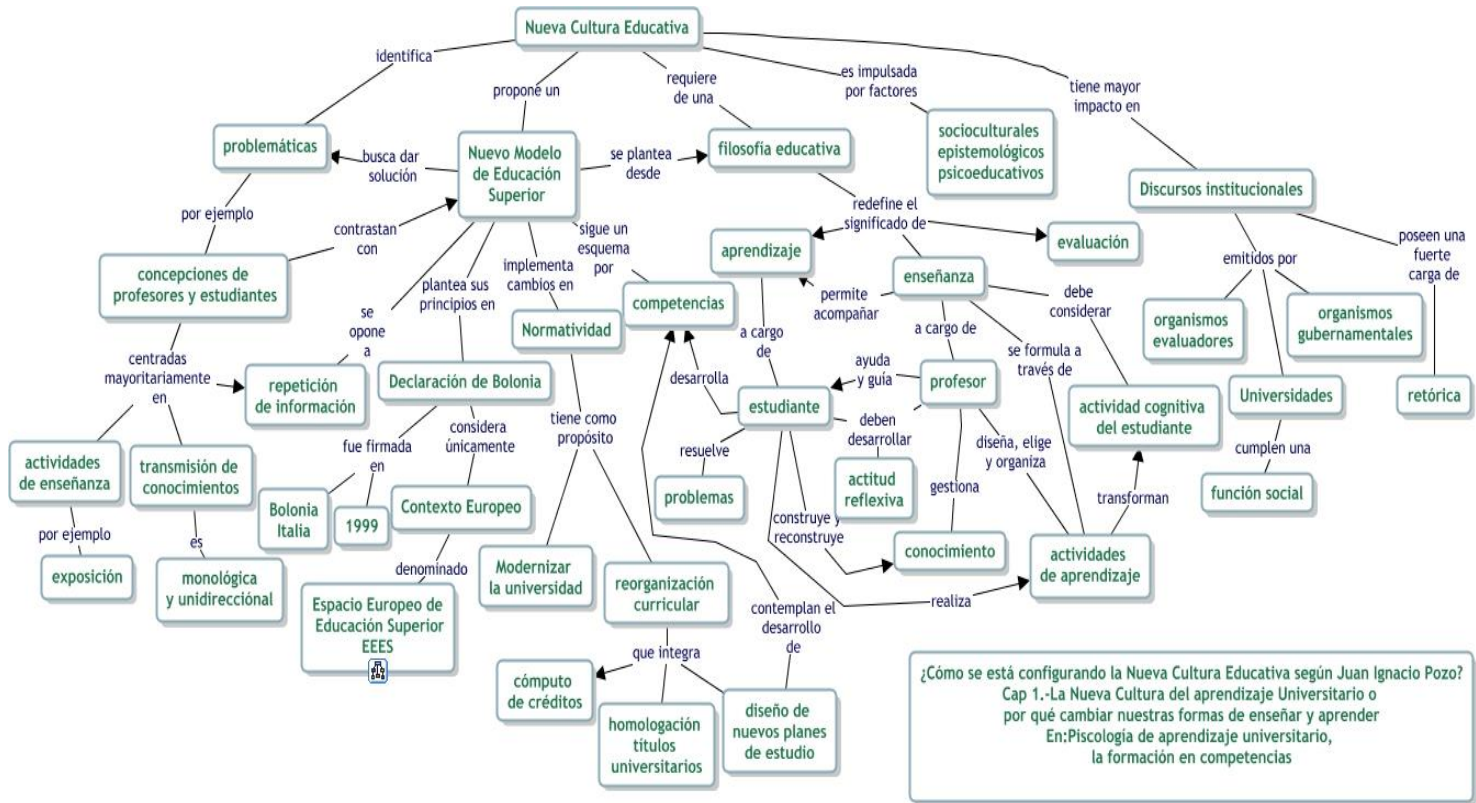 Nueva Cultura Educativa
identifica
propone un
requiere
de una
es impulsada
por factores
tiene mayor
impacto en
problemáticas
busca dar
solución
Nuevo Modelo
de Educación
Superior
se plantea
desde
filosofía educativa
socioculturales
epistemológicos
psicoeducativos
Discursos institucionales
por ejemplo
contrastan
con
sigue un
esquema
por
redefine el
significado de
aprendizaje
evaluación
emitidos por
poseen una
fuerte
carga de
concepciones de
profesores y estudiantes
plantea sus
principios en
implementa
cambios en
competencias
permite
acompañar
enseñanza
debe
considerar
organismos
evaluadores
organismos
gubernamentales
se
opone
a
Normatividad
a cargo
de
a cargo de
se formula a
través de
centradas
mayoritariamente
en
repetición
de información
Declaración de Bolonia
desarrolla
ayuda
y guía
profesor
estudiante
deben
desarrollar
actividad cognitiva
del estudiante
Universidades
retórica
actividades
de enseñanza
transmisión de
conocimientos
fue firmada
en
considera
únicamente
tiene como
propósito
resuelve
problemas
actitud
reflexiva
diseña, elige
y organiza
cumplen una
función social
Bolonia
Italia
1999
Contexto Europeo
construye y
reconstruye
gestiona
transforman
por ejemplo
es
exposición
monológica
y unidirecciónal
denominado
Modernizar
la universidad
reorganización
curricular
conocimiento
actividades
de aprendizaje
Espacio Europeo de
Educación Superior
EEES
contemplan el
desarrollo
de
realiza
que integra
cómputo
de créditos
homologación
títulos
universitarios
diseño de
nuevos planes
de estudio
¿Cómo se está configurando la Nueva Cultura Educativa según Juan Ignacio Pozo?
Cap 1.-La Nueva Cultura del aprendizaje Universitario o
por qué cambiar nuestras formas de enseñar y aprender
En:Piscología de aprendizaje universitario,
la formación en competencias